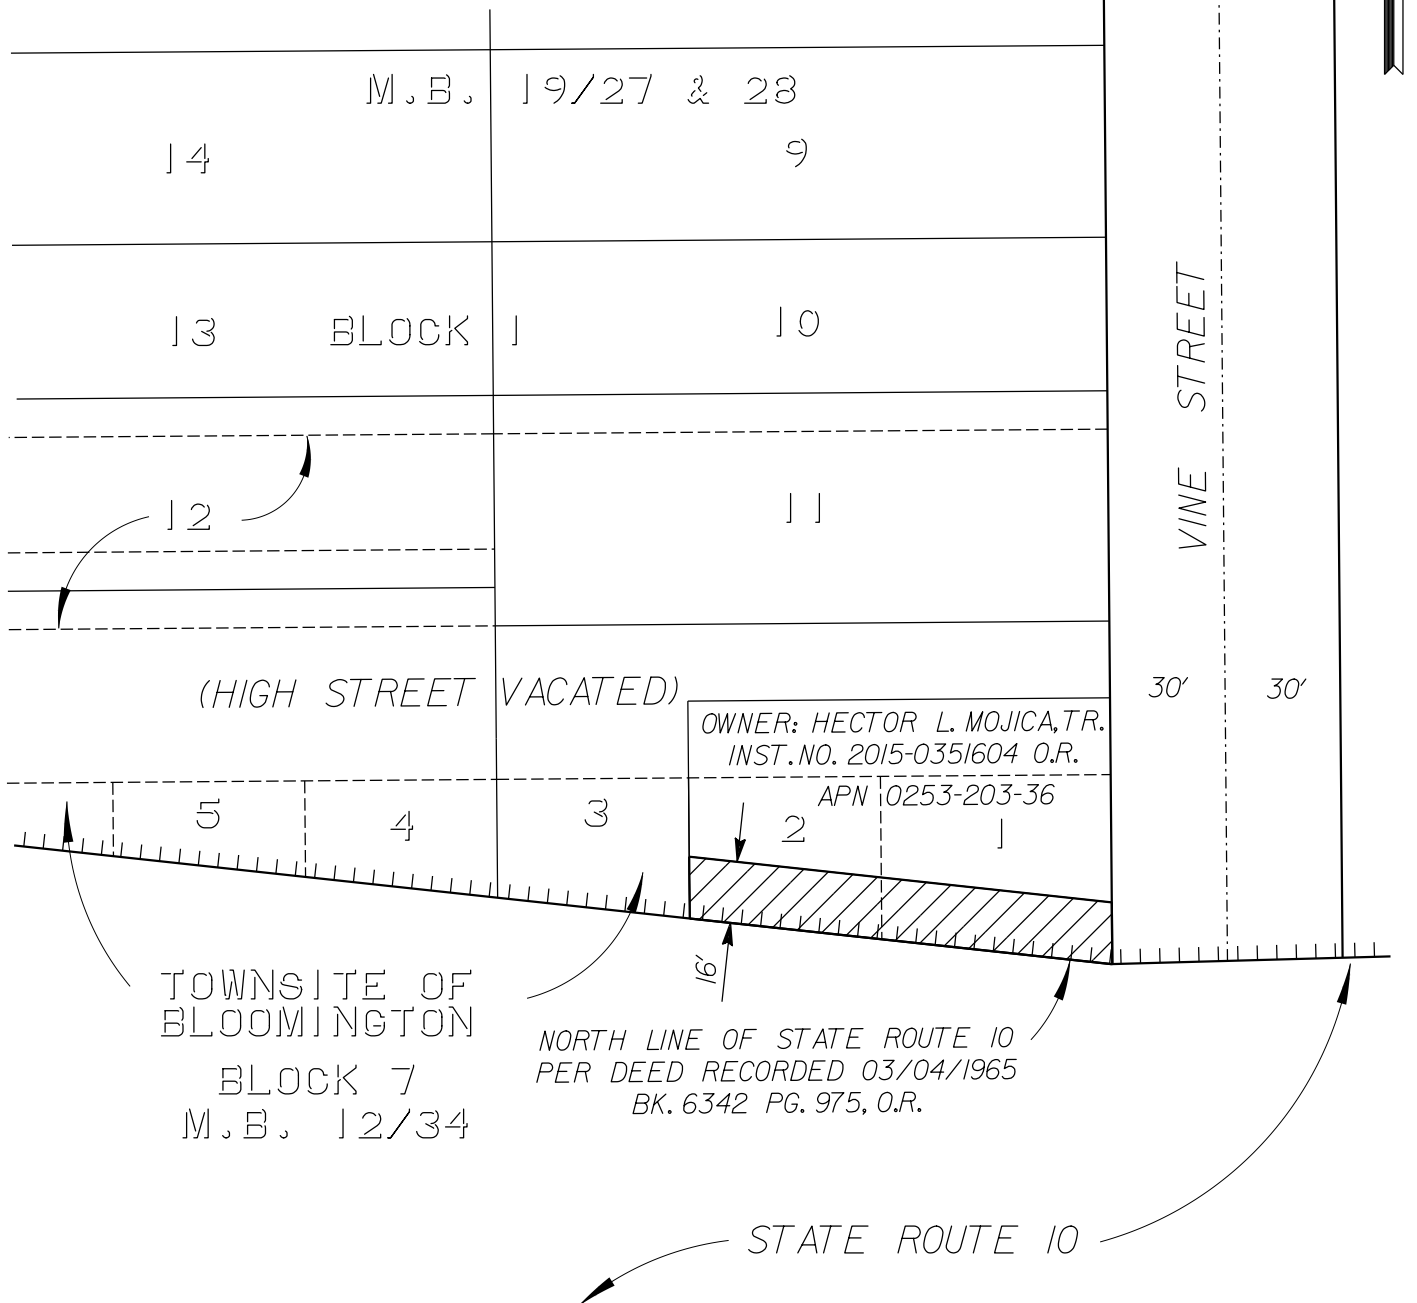 M.B. 19/27 & 28
14
9
13
BLOCK 1
10
VINE STREET
12
11
(HIGH STREET VACATED)
30'
30'
OWNER: HECTOR L. MOJICA, TR.
INST. NO. 2015-0351604 O.R.
APN 0253-203-36
5
4
3
2
1
16'
TOWNSITE OF
BLOOMINGTON
BLOCK 7
M.B. 12/34
NORTH LINE OF STATE ROUTE 10
PER DEED RECORDED 03/04/1965
BK. 6342 PG. 975, O.R.
STATE ROUTE 10